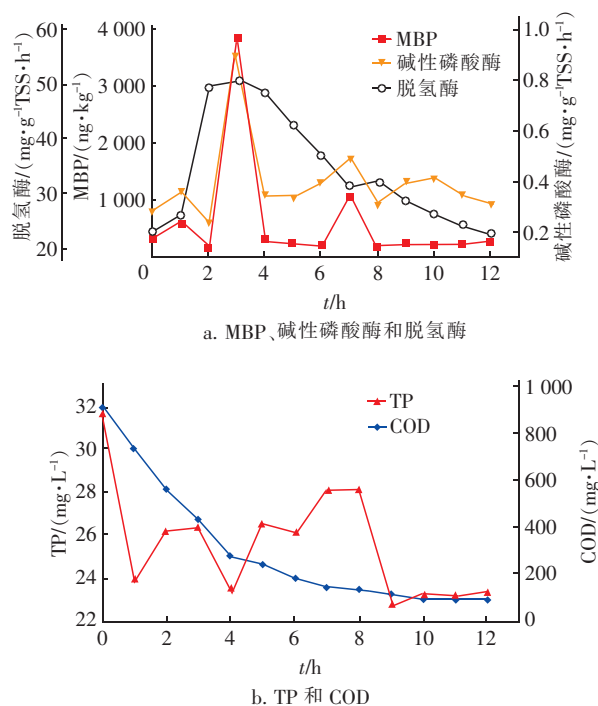 脱氢酶/(mg·g⁻¹TSS·h⁻¹)
60
50
40
30
20
MBP/(ng·kg⁻¹)
4 000
3 000
2 000
1 000
MBP
碱性磷酸酶
脱氢酶
1.0
0.8
0.6
0.4
0.2
碱性磷酸酶/(mg·g⁻¹TSS·h⁻¹)
0 2 4 6 8 10 12
t/h
a. MBP、碱性磷酸酶和脱氢酶
TP/(mg·L⁻¹)
32
30
28
26
24
22
TP
COD
1 000
800
600
400
200
0
COD/(mg·L⁻¹)
0 2 4 6 8 10 12
t/h
b. TP 和 COD